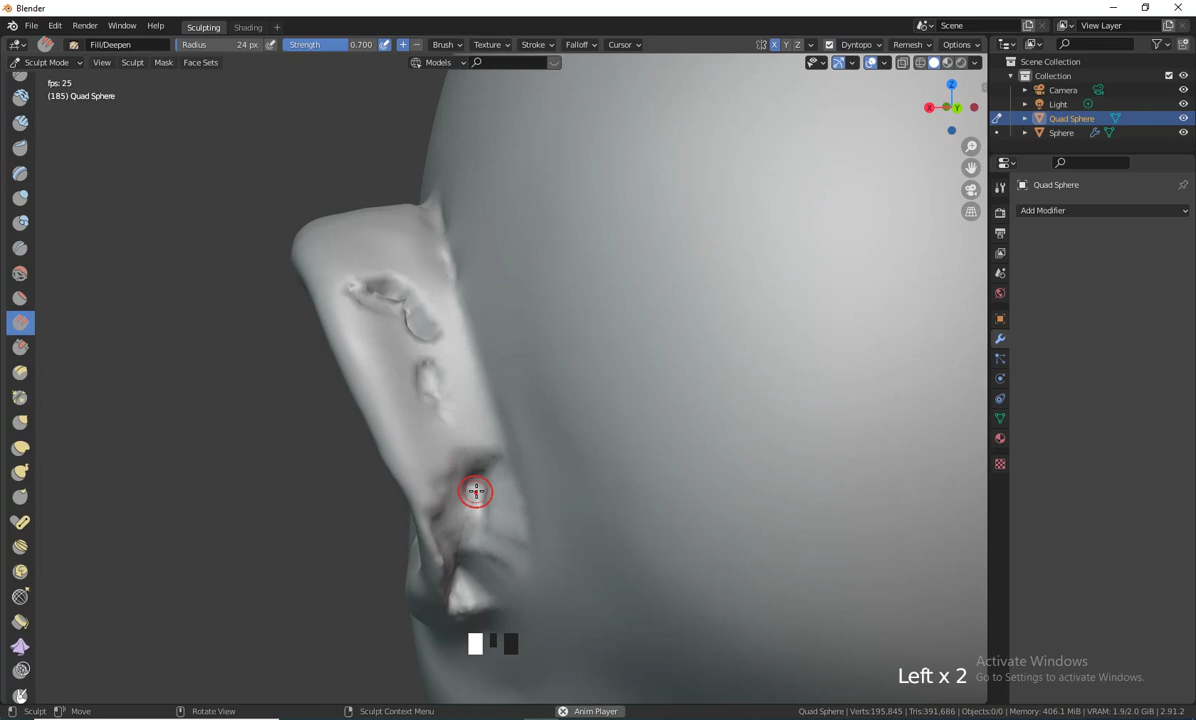 Blender
File Edit Render Window Help Sculpting Shading + Scene View Layer
Fill/Deepen Radius 24 px Strength 0.700 Brush Texture Stroke Falloff Cursor X Y Z Dyntopo Remesh Options
Sculpt Mode View Sculpt Mask Face Sets Models
Scene Collection
Collection
Camera
Light
Quad Sphere
Sphere
fps: 25
(185) Quad Sphere
Z
X
Y
Quad Sphere
Add Modifier
Left x 2
Activate Windows
Go to Settings to activate Windows.
Sculpt Move Rotate View Sculpt Context Menu Anim Player Quad Sphere | Verts:195,845 | Tris:391,686 | Objects:0/0 | Memory: 406.1 MiB | VRAM: 1.9/2.0 GiB | 2.91.2